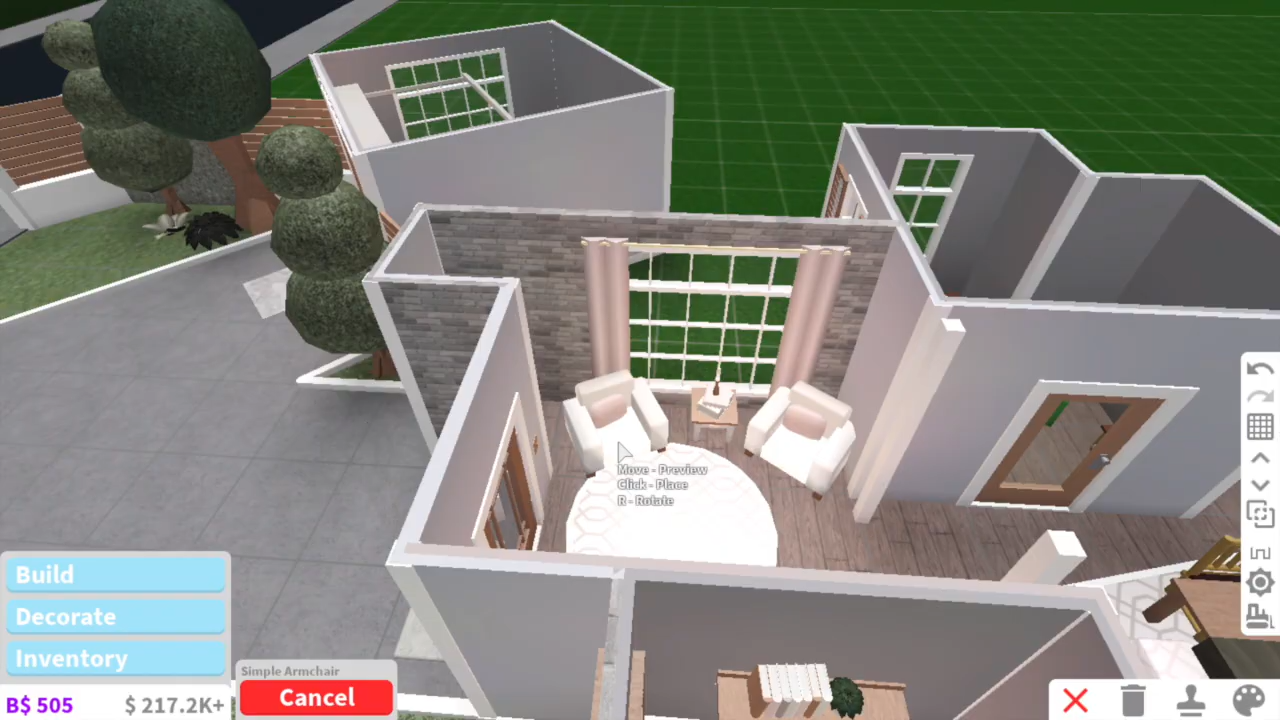 Move - Preview
Click - Place
R - Rotate
Build
Decorate
Inventory
Simple Armchair
Cancel
B$ 505
$ 217.2K+